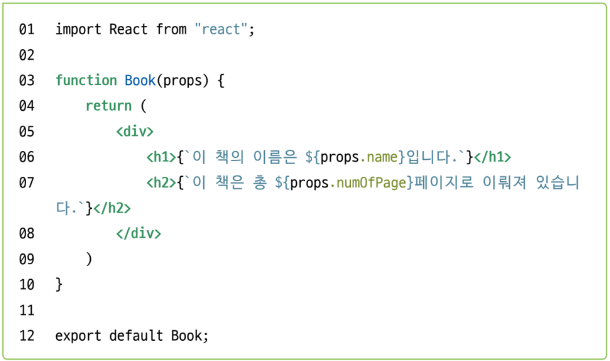 01 import React from "react";
02
03 function Book(props) {
04     return (
05         <div>
06             <h1>{`이 책의 이름은 ${props.name}입니다.`}</h1>
07             <h2>{`이 책은 총 ${props.numOfPage}페이지로 이뤄져 있습니
다.`}</h2>
08         </div>
09     )
10 }
11
12 export default Book;